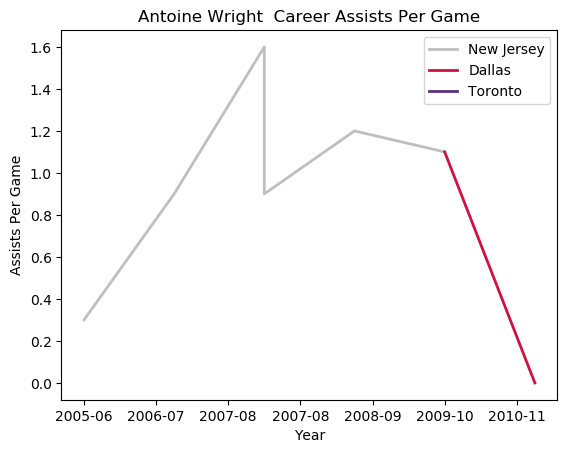 Antoine Wright  Career Assists Per Game
New Jersey
Dallas
Toronto
Assists Per Game
1.6
1.4
1.2
1.0
0.8
0.6
0.4
0.2
0.0
2005-06 2006-07 2007-08 2007-08 2008-09 2009-10 2010-11
Year